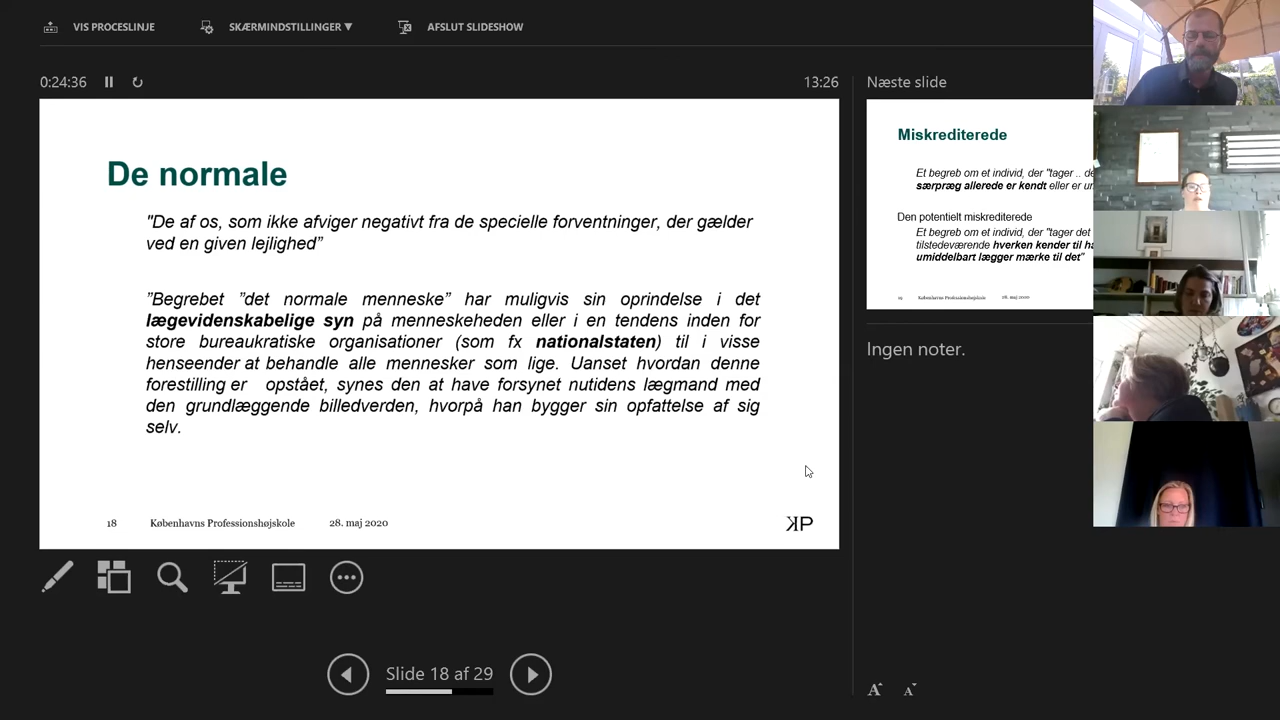 VIS PROCESLINJE
SKÆRMINDSTILLINGER ▼
AFSLUT SLIDESHOW
0:24:36
13:26
De normale
"De af os, som ikke afviger negativt fra de specielle forventninger, der gælder
ved en given lejlighed”
”Begrebet ”det normale menneske” har muligvis sin oprindelse i det
lægevidenskabelige syn på menneskeheden eller i en tendens inden for
store bureaukratiske organisationer (som fx nationalstaten) til i visse
henseender at behandle alle mennesker som lige. Uanset hvordan denne
forestilling er opstået, synes den at have forsynet nutidens lægmand med
den grundlæggende billedverden, hvorpå han bygger sin opfattelse af sig
selv.
18 Københavns Professionshøjskole 28. maj 2020
KP
Slide 18 af 29
Næste slide
Miskrediterede
Et begreb om et individ, der "tager .. de
særpræg allerede er kendt eller er
Den potentielt miskrediterede
Et begreb om et individ, der "tager det
tilstedeværende hverken kender til
umiddelbart lægger mærke til det”
19 Københavns Professionshøjskole 28. maj 2020
Ingen noter.
A A